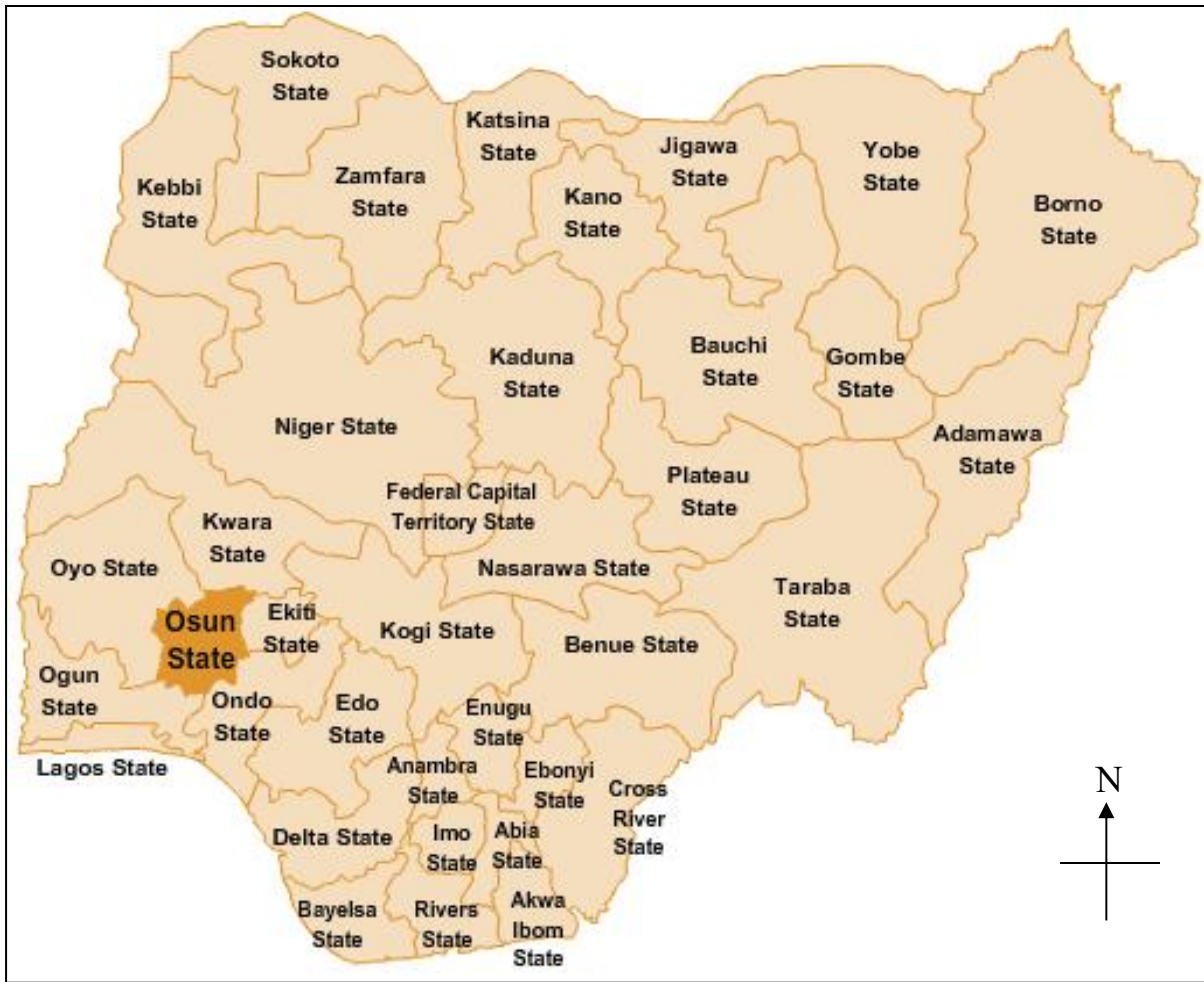 Sokoto
State
Katsina
State
Jigawa
State
Yobe
State
Kebbi
State
Zamfara
State
Kano
State
Borno
State
Kaduna
State
Bauchi
State
Gombe
State
Niger State
Adamawa
State
Plateau
State
Federal Capital
Territory State
Kwara
State
Oyo State
Nasarawa State
Taraba
State
Osun
State
Ekiti
State
Kogi State
Benue State
Ogun
State
Ondo
State
Edo
State
Enugu
State
Lagos State
Anambra
State
Ebonyi
State
Cross
River
State
Delta State
Imo
State
Abia
State
Bayelsa
State
Rivers
State
Akwa
Ibom
State
N